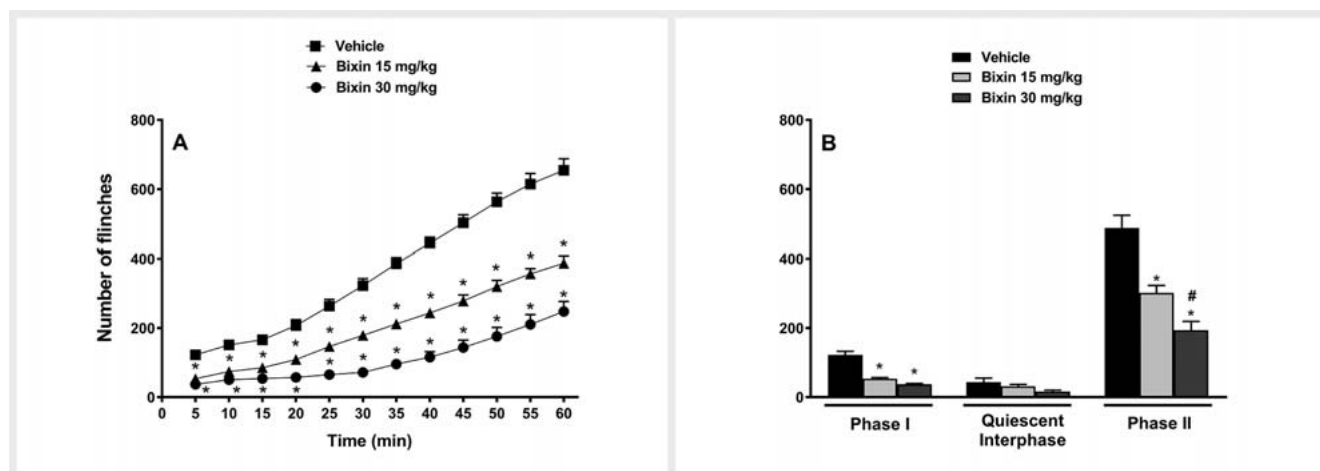 Vehicle
Bixin 15 mg/kg
Bixin 30 mg/kg
A
Number of flinches
800
600
400
200
0
* * * * * * * * * * * *
* * * * * * * * * * * *
0 5 10 15 20 25 30 35 40 45 50 55 60
Time (min)
Vehicle
Bixin 15 mg/kg
Bixin 30 mg/kg
B
800
600
400
200
0
* *
* # *
Phase I
Quiescent
Interphase
Phase II